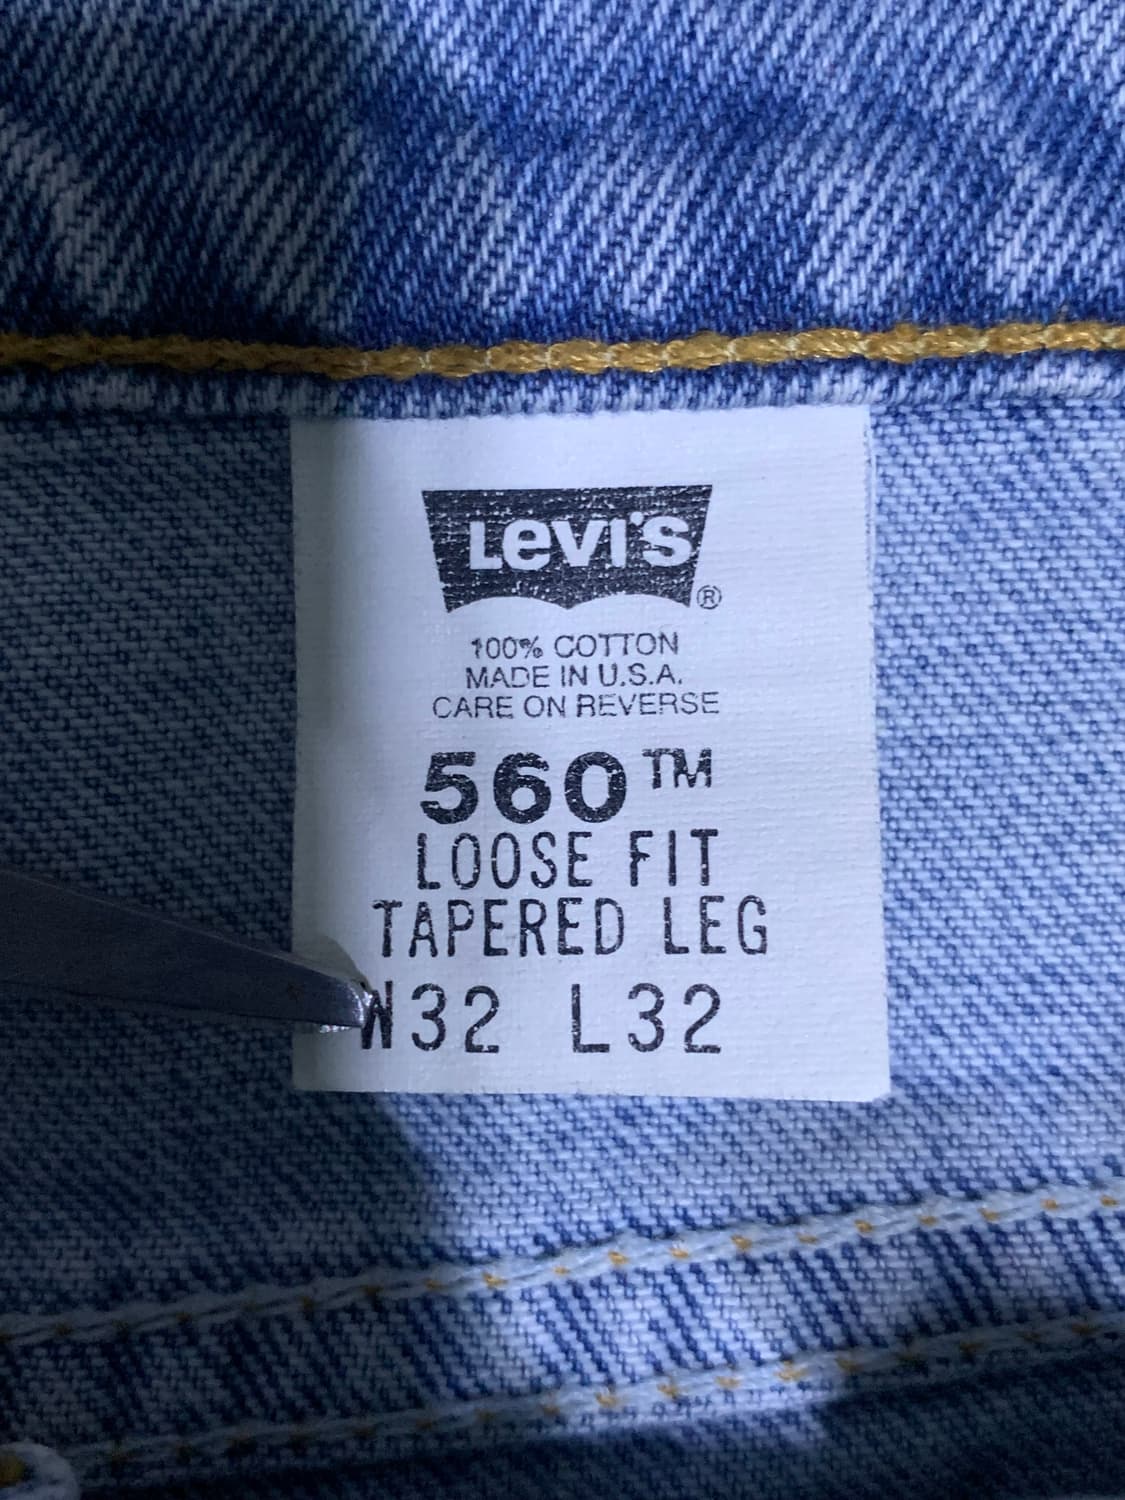 Levi's ®
100% COTTON
MADE IN U.S.A.
CARE ON REVERSE
560™
LOOSE FIT
TAPERED LEG
W32 L32